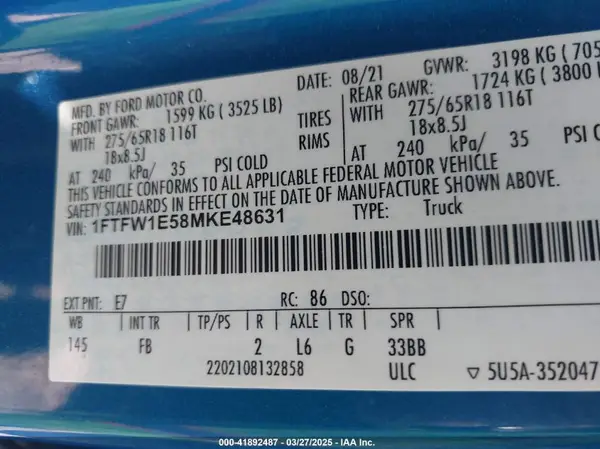 MFD. BY FORD MOTOR CO.
DATE: 08/21 GVWR: 3198 KG ( 705
FRONT GAWR: 1599 KG ( 3525 LB)
REAR GAWR: 1724 KG ( 3800 LB
WITH 275/65R18 116T TIRES WITH 275/65R18 116T
18x8.5J RIMS 18x8.5J
AT 240 kPa/ 35 PSI COLD AT 240 kPa/ 35 PSI CO
THIS VEHICLE CONFORMS TO ALL APPLICABLE FEDERAL MOTOR VEHICLE
SAFETY STANDARDS IN EFFECT ON THE DATE OF MANUFACTURE SHOWN ABOVE.
VIN: 1FTFW1E58MKE48631 TYPE: Truck
EXT PNT: E7 RC: 86 DSO:
WB INT TR TP/PS R AXLE TR SPR
145 FB 2 L6 G 33BB
2202108132858 ULC ▽ 5U5A-352047
00-41892487 - 03/27/2025 - IAA Inc.